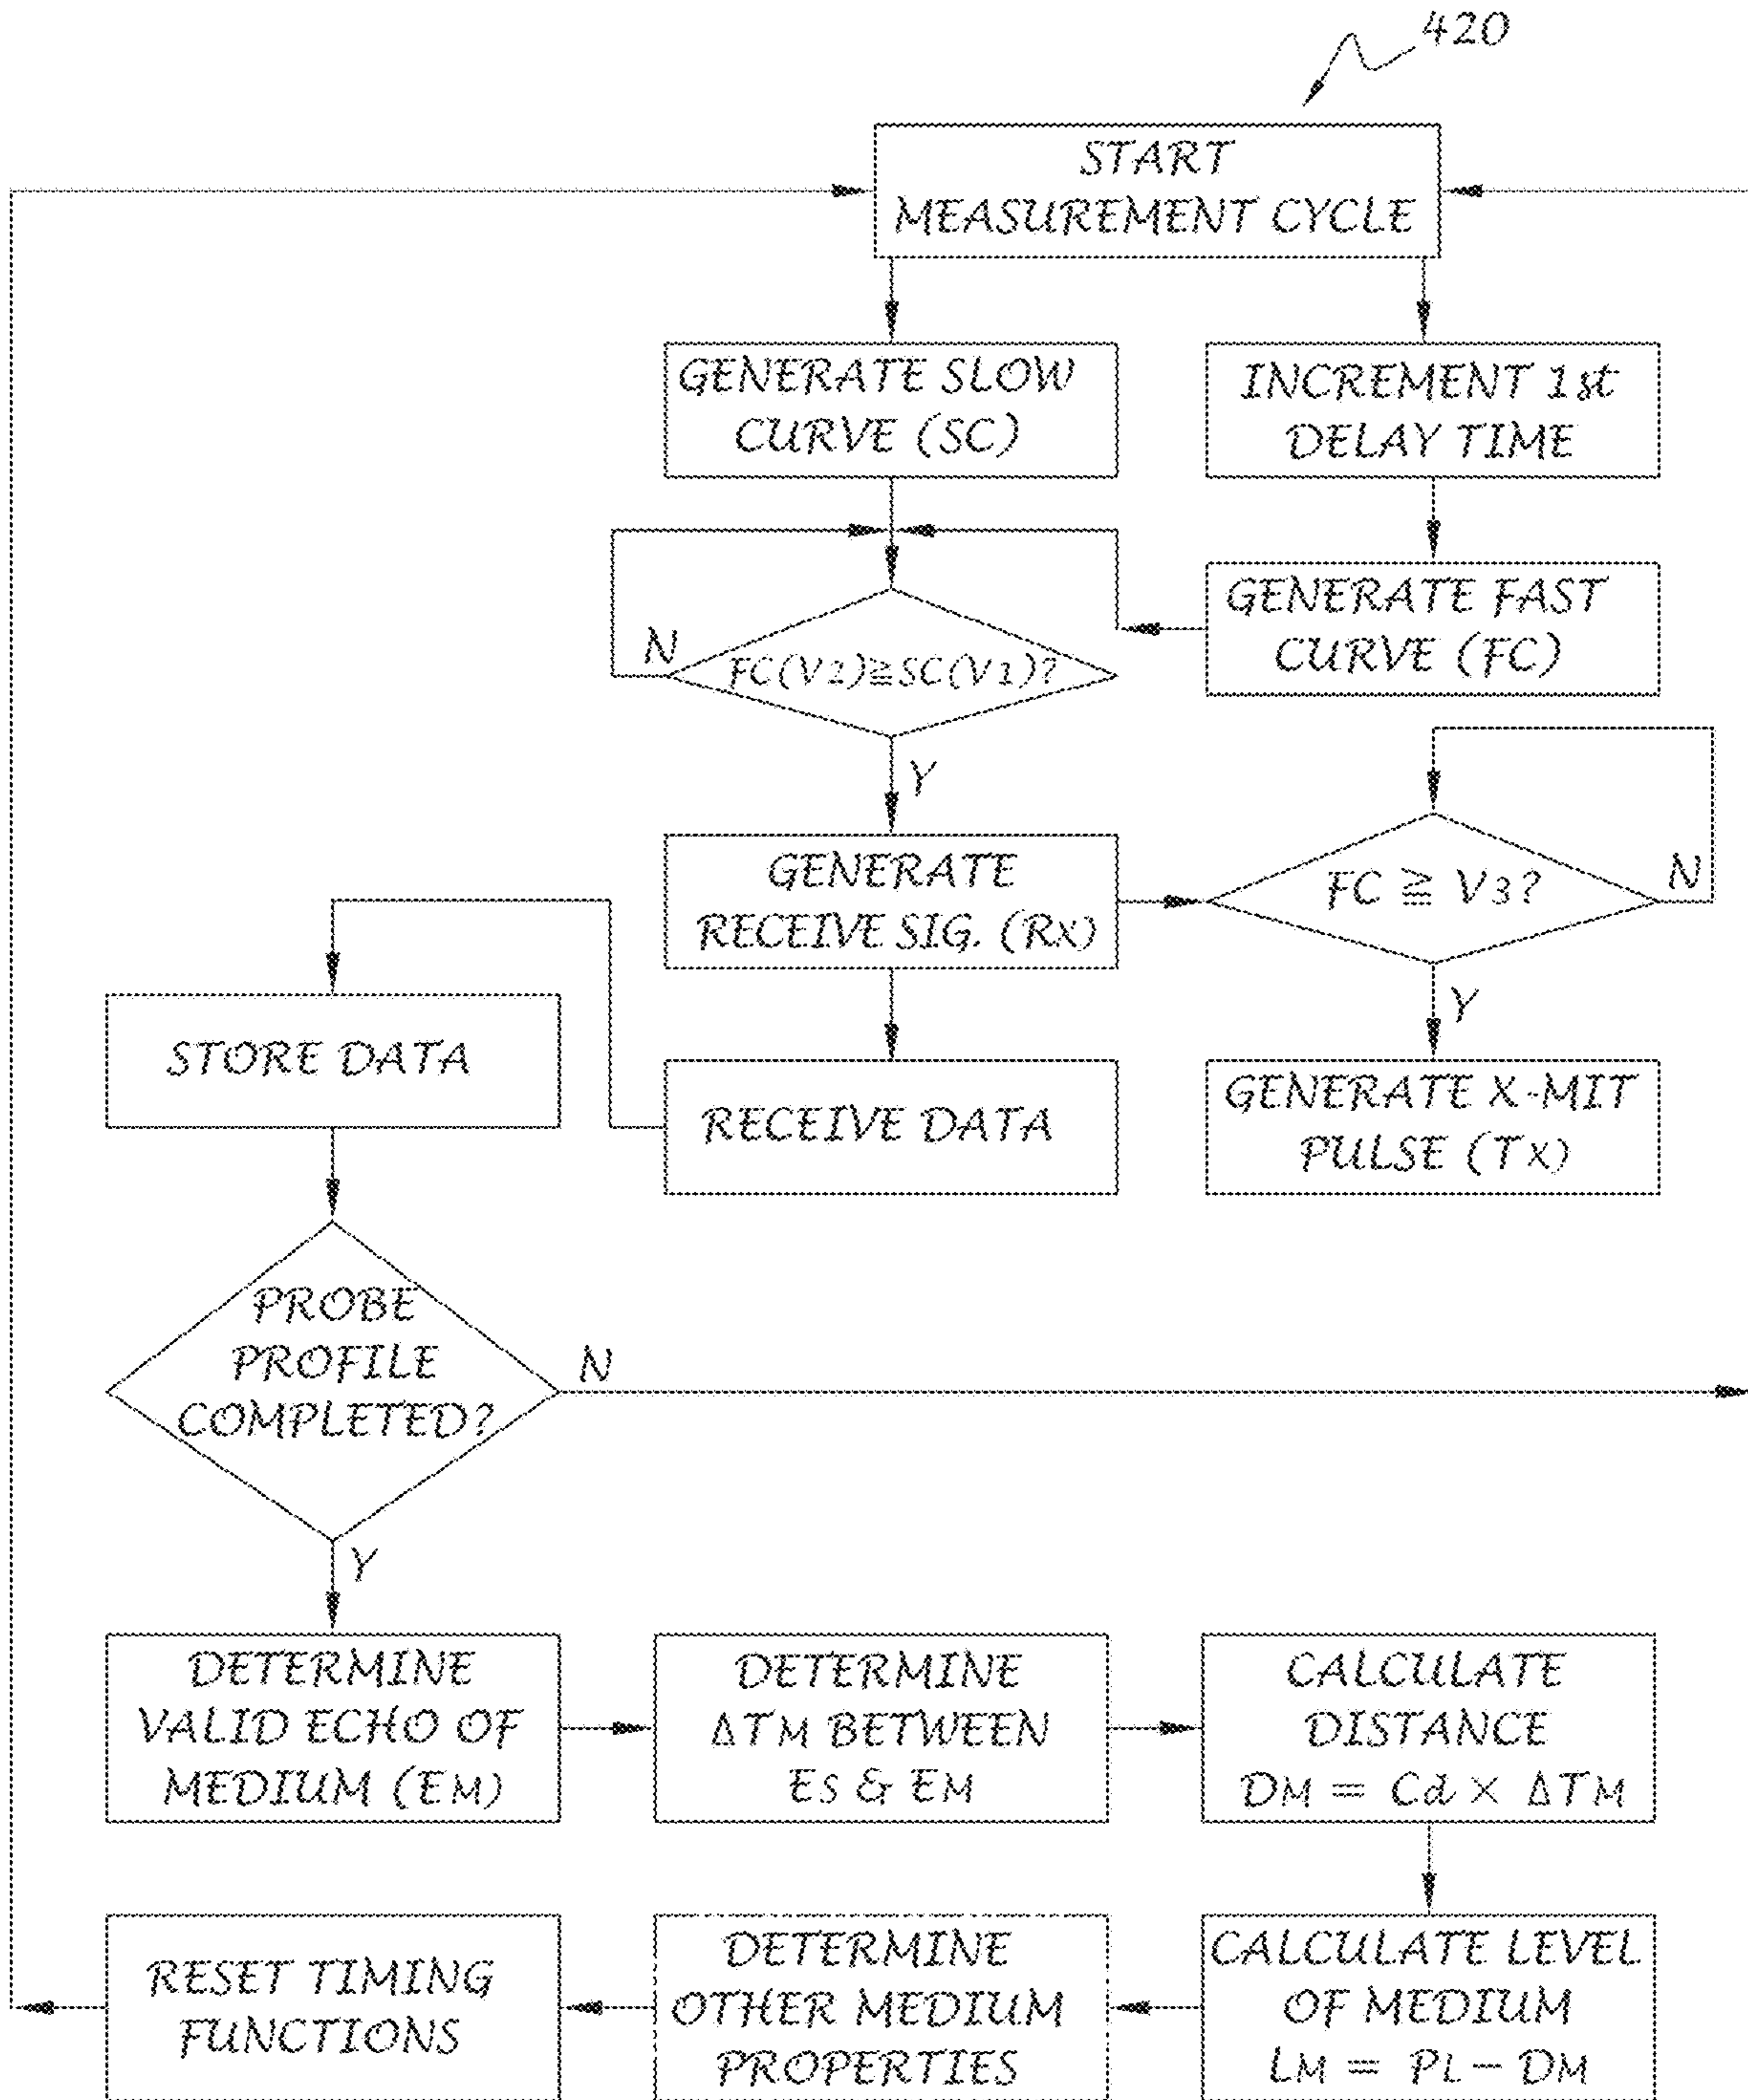 420
START
MEASUREMENT CYCLE
GENERATE SLOW
CURVE (SC)
INCREMENT 1st
DELAY TIME
GENERATE FAST
CURVE (FC)
N
FC(V2)≧SC(V1)?
Y
GENERATE
RECEIVE SIG. (RX)
FC ≧ V3?
N
Y
STORE DATA
RECEIVE DATA
GENERATE X-MIT
PULSE (TX)
PROBE
PROFILE
COMPLETED?
N
Y
DETERMINE
VALID ECHO OF
MEDIUM (EM)
DETERMINE
ΔTM BETWEEN
ES & EM
CALCULATE
DISTANCE
DM = Cd × ΔTM
RESET TIMING
FUNCTIONS
DETERMINE
OTHER MEDIUM
PROPERTIES
CALCULATE LEVEL
OF MEDIUM
LM = PL - DM